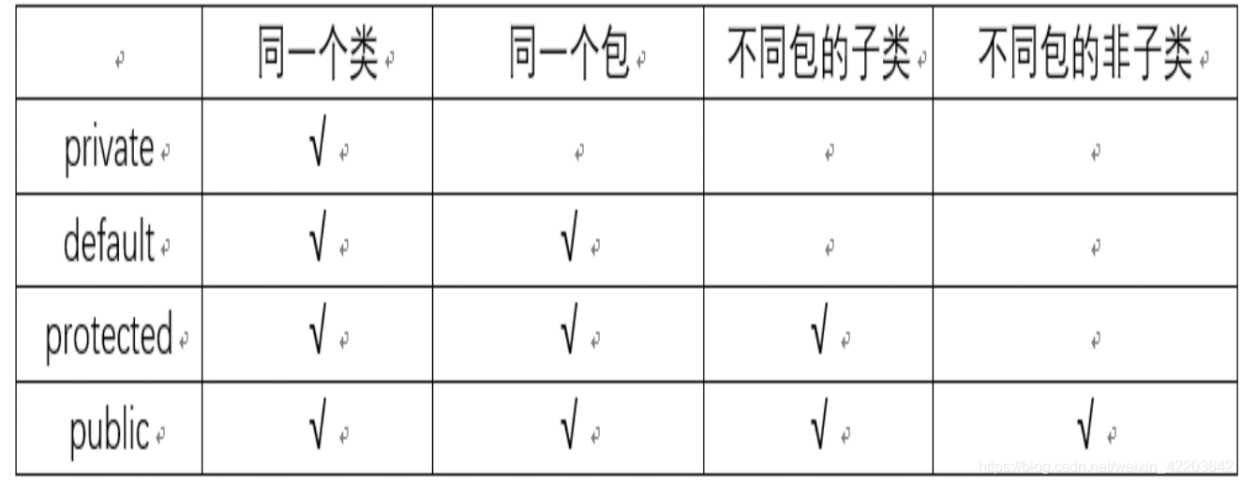 同一个类 同一个包 不同包的子类 不同包的非子类
private √
default √ √
protected √ √ √
public √ √ √ √
https://blog.csdn.net/weixin_42203642